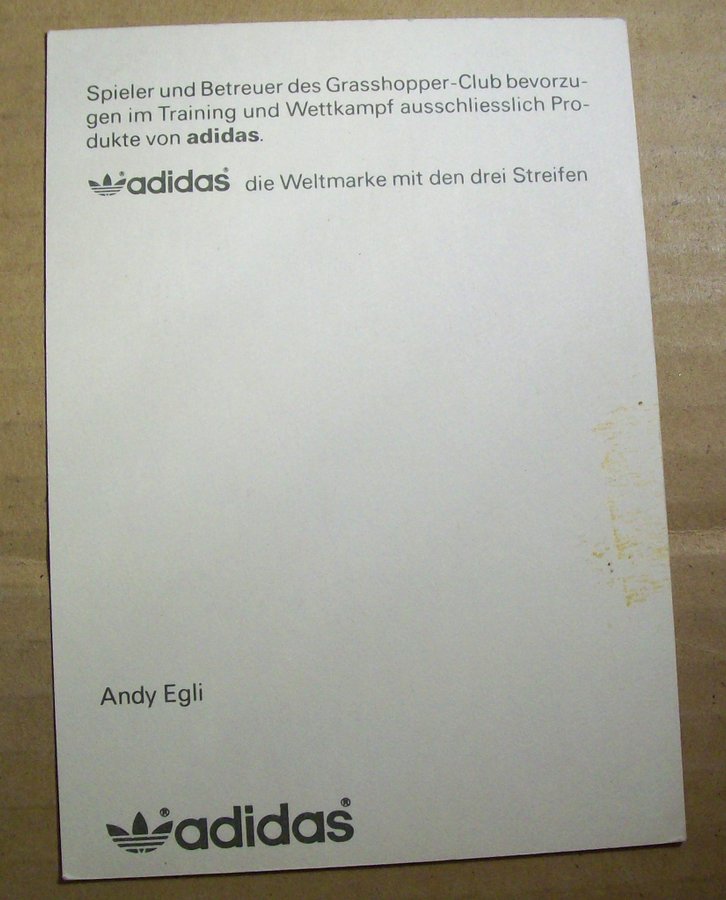 Spieler und Betreuer des Grasshopper-Club bevorzu-
gen im Training und Wettkampf ausschliesslich Pro-
dukte von adidas.
adidas® die Weltmarke mit den drei Streifen
Andy Egli
®adidas®